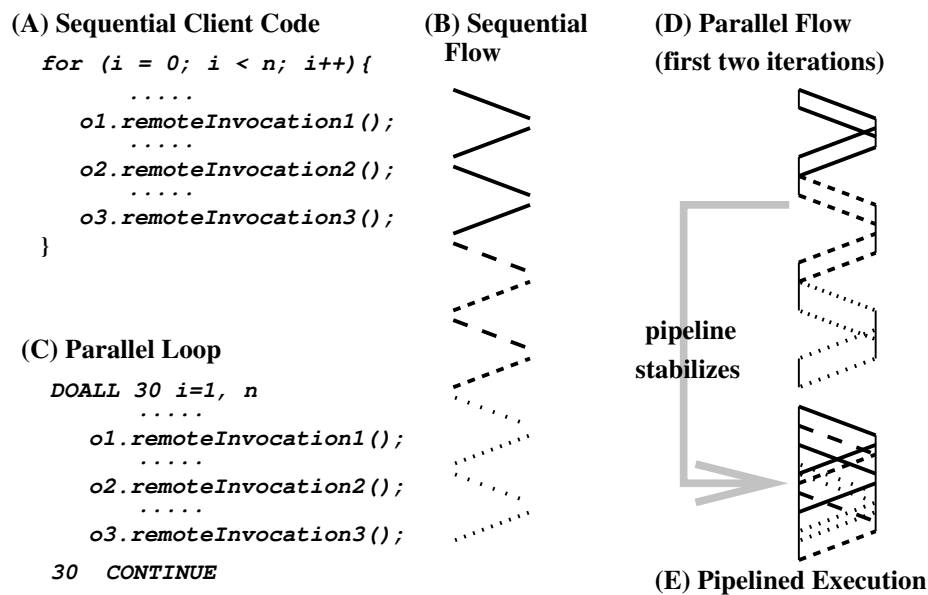 (A) Sequential Client Code
for (i = 0; i < n; i++){
.....
o1.remoteInvocation1();
.....
o2.remoteInvocation2();
.....
o3.remoteInvocation3();
}
(B) Sequential
Flow
(C) Parallel Loop
DOALL 30 i=1, n
.....
o1.remoteInvocation1();
.....
o2.remoteInvocation2();
.....
o3.remoteInvocation3();
30 CONTINUE
(D) Parallel Flow
(first two iterations)
pipeline
stabilizes
(E) Pipelined Execution